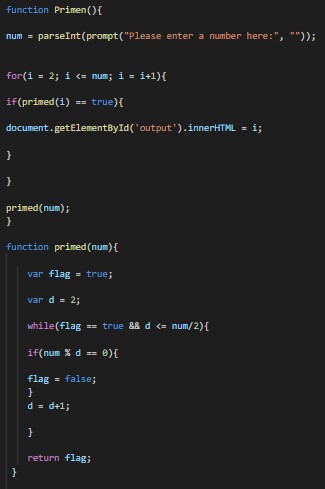 function Primen(){
num = parseInt(prompt("Please enter a number here:", ""));
for(i = 2; i <= num; i = i+1){
if(primed(i) == true){
document.getElementById('output').innerHTML = i;
}
}
primed(num);
}
function primed(num){
var flag = true;
var d = 2;
while(flag == true && d <= num/2){
if(num % d == 0){
flag = false;
}
d = d+1;
}
return flag;
}